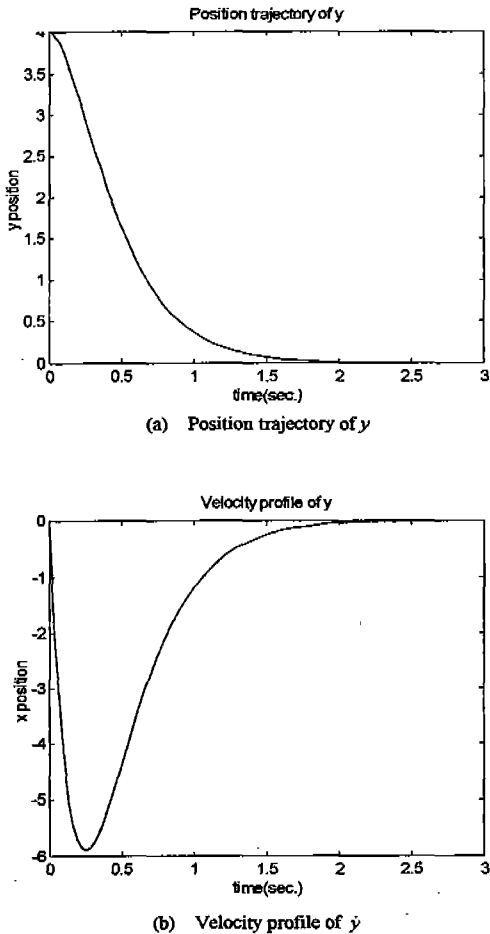 Position trajectory of y
4
3.5
3
2.5
2
1.5
1
0.5
0
y position
0 0.5 1 1.5 2 2.5 3
time(sec.)
(a) Position trajectory of y
Velocity profile of y
0
-1
-2
-3
-4
-5
-6
x position
0 0.5 1 1.5 2 2.5 3
time(sec.)
(b) Velocity profile of ẏ